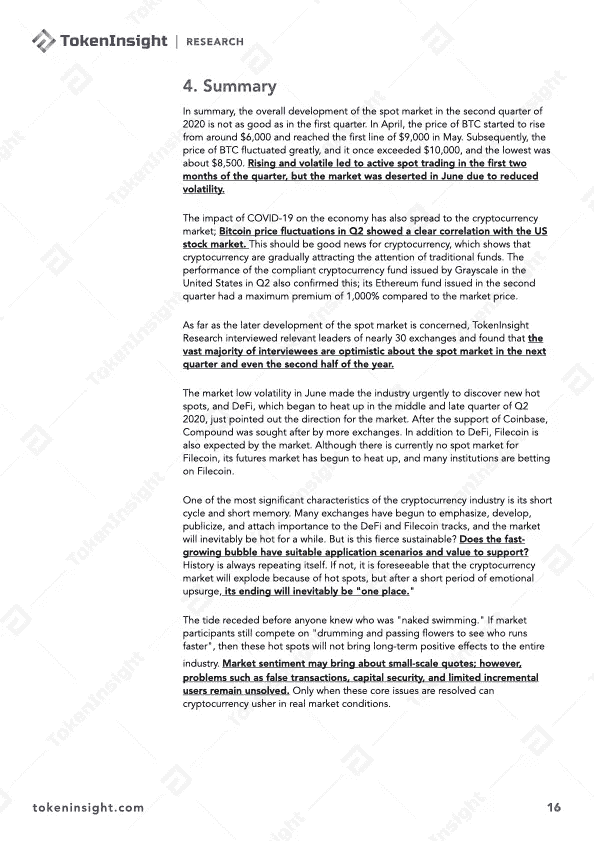 TokenInsight | RESEARCH
4. Summary
In summary, the overall development of the spot market in the second quarter of
2020 is not as good as in the first quarter. In April, the price of BTC started to rise
from around $6,000 and reached the first line of $9,000 in May. Subsequently, the
price of BTC fluctuated greatly, and it once exceeded $10,000, and the lowest was
about $8,500. Rising and volatile led to active spot trading in the first two
months of the quarter, but the market was deserted in June due to reduced
volatility.
The impact of COVID-19 on the economy has also spread to the cryptocurrency
market; Bitcoin price fluctuations in Q2 showed a clear correlation with the US
stock market. This should be good news for cryptocurrency, which shows that
cryptocurrency are gradually attracting the attention of traditional funds. The
performance of the compliant cryptocurrency fund issued by Grayscale in the
United States in Q2 also confirmed this; its Ethereum fund issued in the second
quarter had a maximum premium of 1,000% compared to the market price.
As far as the later development of the spot market is concerned, TokenInsight
Research interviewed relevant leaders of nearly 30 exchanges and found that the
vast majority of interviewees are optimistic about the spot market in the next
quarter and even the second half of the year.
The market low volatility in June made the industry urgently to discover new hot
spots, and DeFi, which began to heat up in the middle and late quarter of Q2
2020, just pointed out the direction for the market. After the support of Coinbase,
Compound was sought after by more exchanges. In addition to DeFi, Filecoin is
also expected by the market. Although there is currently no spot market for
Filecoin, its futures market has begun to heat up, and many institutions are betting
on Filecoin.
One of the most significant characteristics of the cryptocurrency industry is its short
cycle and short memory. Many exchanges have begun to emphasize, develop,
publicize, and attach importance to the DeFi and Filecoin tracks, and the market
will inevitably be hot for a while. But is this fierce sustainable? Does the fast-
growing bubble have suitable application scenarios and value to support?
History is always repeating itself. If not, it is foreseeable that the cryptocurrency
market will explode because of hot spots, but after a short period of emotional
upsurge, its ending will inevitably be "one place."
The tide receded before anyone knew who was "naked swimming." If market
participants still compete on "drumming and passing flowers to see who runs
faster", then these hot spots will not bring long-term positive effects to the entire
industry. Market sentiment may bring about small-scale quotes; however,
problems such as false transactions, capital security, and limited incremental
users remain unsolved. Only when these core issues are resolved can
cryptocurrency usher in real market conditions.
tokeninsight.com
16